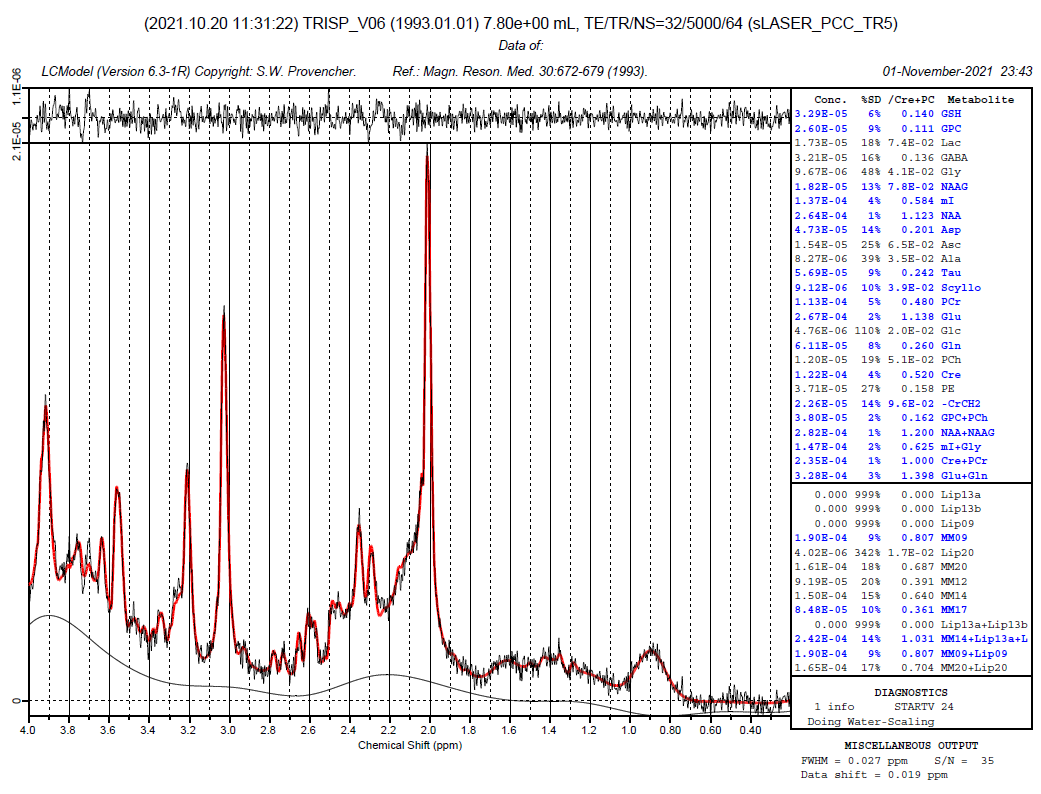 (2021.10.20 11:31:22) TRISP_V06 (1993.01.01) 7.80e+00 mL, TE/TR/NS=32/5000/64 (sLASER_PCC_TR5)
Data of:
LCModel (Version 6.3-1R) Copyright: S.W. Provencher. Ref.: Magn. Reson. Med. 30:672-679 (1993). 01-November-2021 23:43
1.1E-06
2.1E-05
0
4.0 3.8 3.6 3.4 3.2 3.0 2.8 2.6 2.4 2.2 2.0 1.8 1.6 1.4 1.2 1.0 0.80 0.60 0.40
Chemical Shift (ppm)
Conc. %SD /Cre+PC Metabolite
3.29E-05 6% 0.140 GSH
2.60E-05 9% 0.111 GPC
1.73E-05 18% 7.4E-02 Lac
3.21E-05 16% 0.136 GABA
9.67E-06 48% 4.1E-02 Gly
1.82E-05 13% 7.8E-02 NAAG
1.37E-04 4% 0.584 mI
2.64E-04 1% 1.123 NAA
4.73E-05 14% 0.201 Asp
1.54E-05 25% 6.5E-02 Asc
8.27E-06 39% 3.5E-02 Ala
5.69E-05 9% 0.242 Tau
9.12E-06 10% 3.9E-02 Scyllo
1.13E-04 5% 0.480 PCr
2.67E-04 2% 1.138 Glu
4.76E-06 110% 2.0E-02 Glc
6.11E-05 8% 0.260 Gln
1.20E-05 19% 5.1E-02 PCh
1.22E-04 4% 0.520 Cre
3.71E-05 27% 0.158 PE
2.26E-05 14% 9.6E-02 -CrCH2
3.80E-05 2% 0.162 GPC+PCh
2.82E-04 1% 1.200 NAA+NAAG
1.47E-04 2% 0.625 mI+Gly
2.35E-04 1% 1.000 Cre+PCr
3.28E-04 3% 1.398 Glu+Gln
0.000 999% 0.000 Lip13a
0.000 999% 0.000 Lip13b
0.000 999% 0.000 Lip09
1.90E-04 9% 0.807 MM09
4.02E-06 342% 1.7E-02 Lip20
1.61E-04 18% 0.687 MM20
9.19E-05 20% 0.391 MM12
1.50E-04 15% 0.640 MM14
8.48E-05 10% 0.361 MM17
0.000 999% 0.000 Lip13a+Lip13b
2.42E-04 14% 1.031 MM14+Lip13a+L
1.90E-04 9% 0.807 MM09+Lip09
1.65E-04 17% 0.704 MM20+Lip20
DIAGNOSTICS
1 info STARTV 24
Doing Water-Scaling
MISCELLANEOUS OUTPUT
FWHM = 0.027 ppm S/N = 35
Data shift = 0.019 ppm